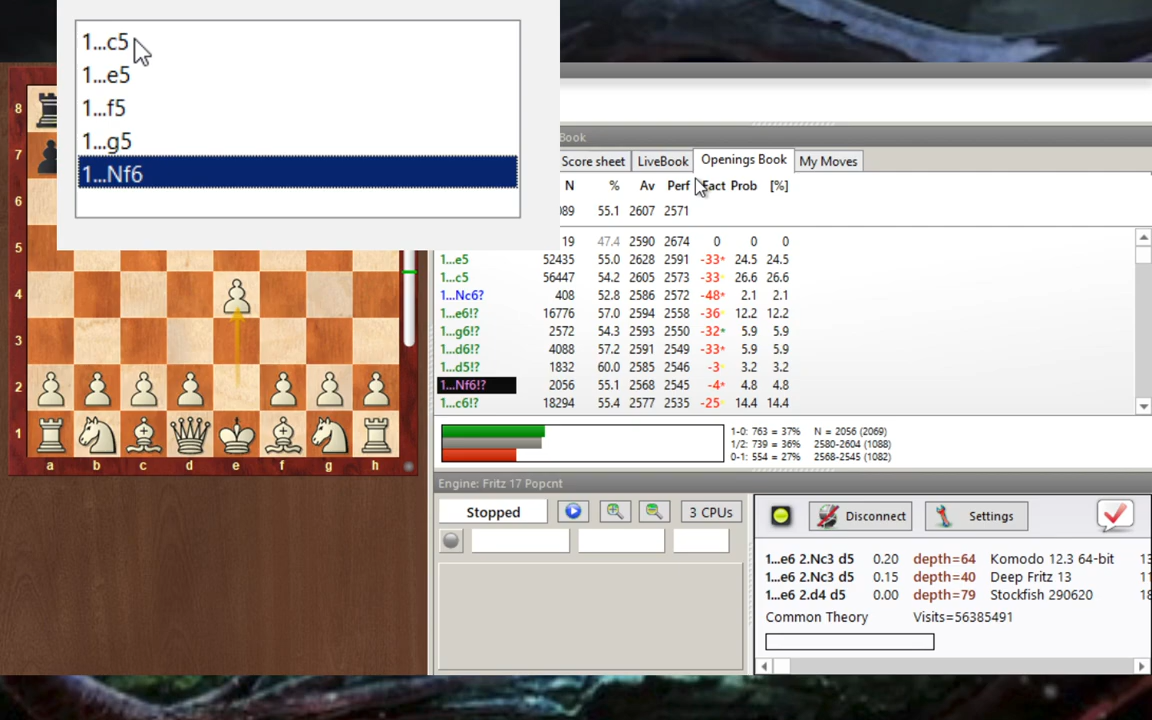 1...c5
1...e5
1...f5
1...g5
1...Nf6
Book
Score sheet LiveBook Openings Book My Moves
N % Av Perf Fact Prob [%]
089 55.1 2607 2571
19 47.4 2590 2674 0 0 0
1...e5 52435 55.0 2628 2591 -33 24.5 24.5
1...c5 56447 54.2 2605 2573 -33 26.6 26.6
1...Nc6? 408 52.8 2586 2572 -48 2.1 2.1
1...e6!? 16776 57.0 2594 2558 -36 12.2 12.2
1...g6!? 2572 54.3 2593 2550 -32 5.9 5.9
1...d6!? 4088 57.2 2591 2549 -33 5.9 5.9
1...d5!? 1832 60.0 2585 2546 -3 3.2 3.2
1...Nf6!? 2056 55.1 2568 2545 -4 4.8 4.8
1...c6!? 18294 55.4 2577 2535 -25 14.4 14.4
1-0: 763 = 37% N = 2056 (2069)
1/2: 739 = 36% 2580-2604 (1088)
0-1: 554 = 27% 2568-2545 (1082)
8
7
6
5
4
3
2
1
a b c d e f g h
Engine: Fritz 17 Popcnt
Stopped 3 CPUs
Disconnect Settings
1...e6 2.Nc3 d5 0.20 depth=64 Komodo 12.3 64-bit 13
1...e6 2.Nc3 d5 0.15 depth=40 Deep Fritz 13 11
1...e6 2.d4 d5 0.00 depth=79 Stockfish 290620 18
Common Theory Visits=56385491